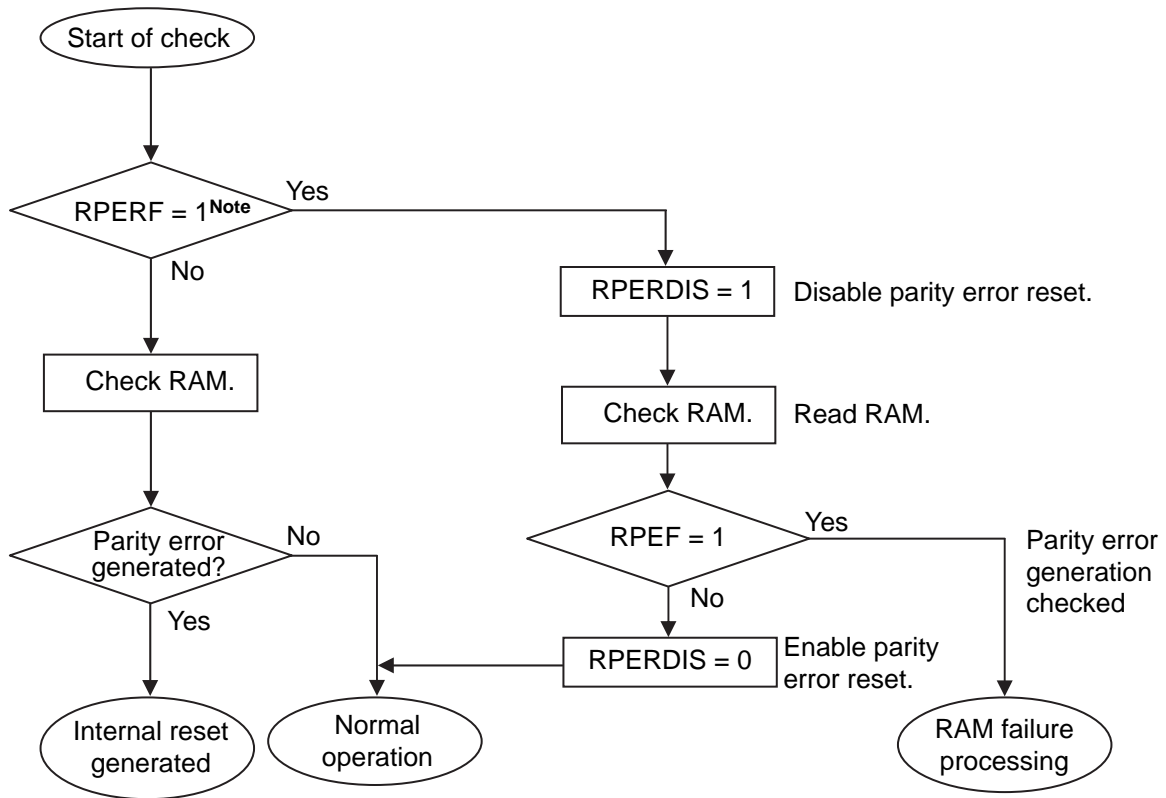 Start of check
RPERF = 1Note
Yes
No
RPERDIS = 1
Disable parity error reset.
Check RAM.
Check RAM.
Read RAM.
Parity error
generated?
No
Yes
RPEF = 1
Yes
No
Parity error
generation
checked
RPERDIS = 0
Enable parity
error reset.
Internal reset
generated
Normal
operation
RAM failure
processing